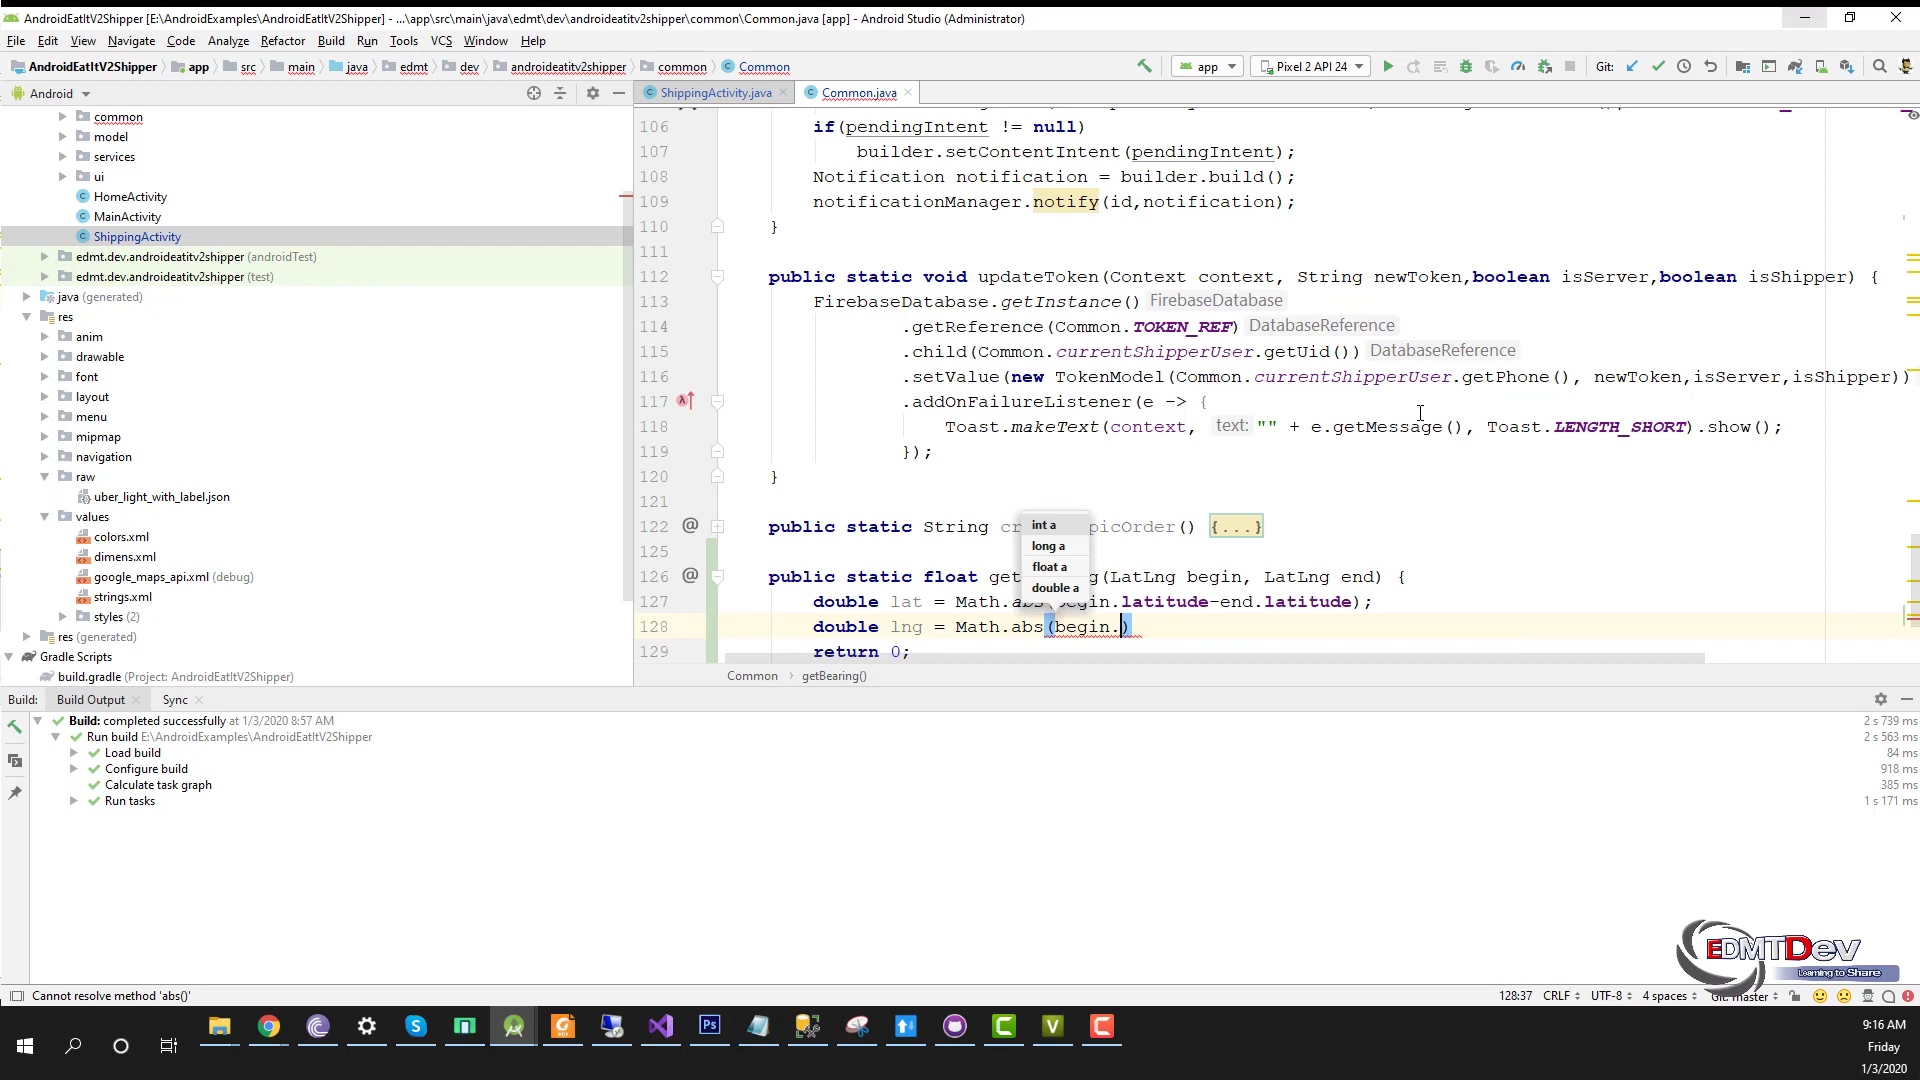 AndroidEatItV2Shipper [E:\AndroidExamples\AndroidEatItV2Shipper] - ...\app\src\main\java\edmt\dev\androideatitv2shipper\common\Common.java [app] - Android Studio (Administrator)
File Edit View Navigate Code Analyze Refactor Build Run Tools VCS Window Help
AndroidEatItV2Shipper app src main java edmt dev androideatitv2shipper common Common app Pixel 2 API 24 Git:
Android
ShippingActivity.java Common.java
common
model
services
ui
HomeActivity
MainActivity
ShippingActivity
edmt.dev.androideatitv2shipper (androidTest)
edmt.dev.androideatitv2shipper (test)
java (generated)
res
anim
drawable
font
layout
menu
mipmap
navigation
raw
uber_light_with_label.json
values
colors.xml
dimens.xml
google_maps_api.xml (debug)
strings.xml
styles (2)
res (generated)
Gradle Scripts
build.gradle (Project: AndroidEatItV2Shipper)
106 if(pendingIntent != null)
107 builder.setContentIntent(pendingIntent);
108 Notification notification = builder.build();
109 notificationManager.notify(id,notification);
110 }
111
112 public static void updateToken(Context context, String newToken,boolean isServer,boolean isShipper) {
113 FirebaseDatabase.getInstance() FirebaseDatabase
114 .getReference(Common.TOKEN_REF) DatabaseReference
115 .child(Common.currentShipperUser.getUid()) DatabaseReference
116 .setValue(new TokenModel(Common.currentShipperUser.getPhone(), newToken,isServer,isShipper))
117 .addOnFailureListener(e -> {
118 Toast.makeText(context, text: "" + e.getMessage(), Toast.LENGTH_SHORT).show();
119 });
120 }
121
122 @ public static String cr picOrder() {...}
125
126 @ public static float get g(LatLng begin, LatLng end) {
127 double lat = Math.abs(begin.latitude-end.latitude);
128 double lng = Math.abs(begin.)
129 return 0;
int a
long a
float a
double a
Common getBearing()
Build: Build Output Sync
Build: completed successfully at 1/3/2020 8:57 AM 2 s 739 ms
Run build E:\AndroidExamples\AndroidEatItV2Shipper 2 s 563 ms
Load build 84 ms
Configure build 918 ms
Calculate task graph 385 ms
Run tasks 1 s 171 ms
EDMTDev
Learning to Share
Cannot resolve method 'abs()' 128:37 CRLF UTF-8 4 spaces Git: master
9:16 AM
Friday
1/3/2020